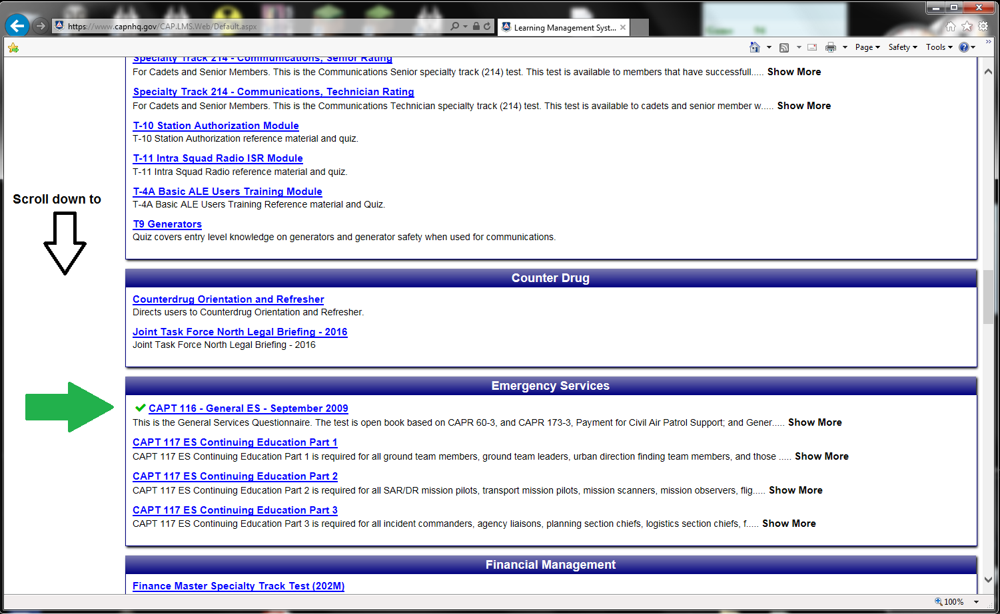 https://www.capnhq.gov/CAP.LMS.Web/Default.aspx
Learning Management Syst...
Page
Safety
Tools
Specialty Track 214 - Communications, Senior Rating
For Cadets and Senior Members. This is the Communications Senior specialty track (214) test. This test is available to members that have successfull..... Show More
Specialty Track 214 - Communications, Technician Rating
For Cadets and Senior Members. This is the Communications Technician specialty track (214) test. This test is available to cadets and senior member w..... Show More
T-10 Station Authorization Module
T-10 Station Authorization reference material and quiz.
T-11 Intra Squad Radio ISR Module
T-11 Intra Squad Radio reference material and quiz.
T-4A Basic ALE Users Training Module
T-4A Basic ALE Users Training Reference material and Quiz.
Scroll down to
T9 Generators
Quiz covers entry level knowledge on generators and generator safety when used for communications.
Counter Drug
Counterdrug Orientation and Refresher
Directs users to Counterdrug Orientation and Refresher.
Joint Task Force North Legal Briefing - 2016
Joint Task Force North Legal Briefing - 2016
Emergency Services
CAPT 116 - General ES - September 2009
This is the General Services Questionnaire. The test is open book based on CAPR 60-3, and CAPR 173-3, Payment for Civil Air Patrol Support; and Gener..... Show More
CAPT 117 ES Continuing Education Part 1
CAPT 117 ES Continuing Education Part 1 is required for all ground team members, ground team leaders, urban direction finding team members, and those ..... Show More
CAPT 117 ES Continuing Education Part 2
CAPT 117 ES Continuing Education Part 2 is required for all SAR/DR mission pilots, transport mission pilots, mission scanners, mission observers, flig..... Show More
CAPT 117 ES Continuing Education Part 3
CAPT 117 ES Continuing Education Part 3 is required for all incident commanders, agency liaisons, planning section chiefs, logistics section chiefs, f..... Show More
Financial Management
Finance Master Specialty Track Test (202M)
100%